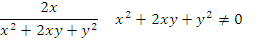 2x
x² + 2xy + y²   x² + 2xy + y² ≠ 0